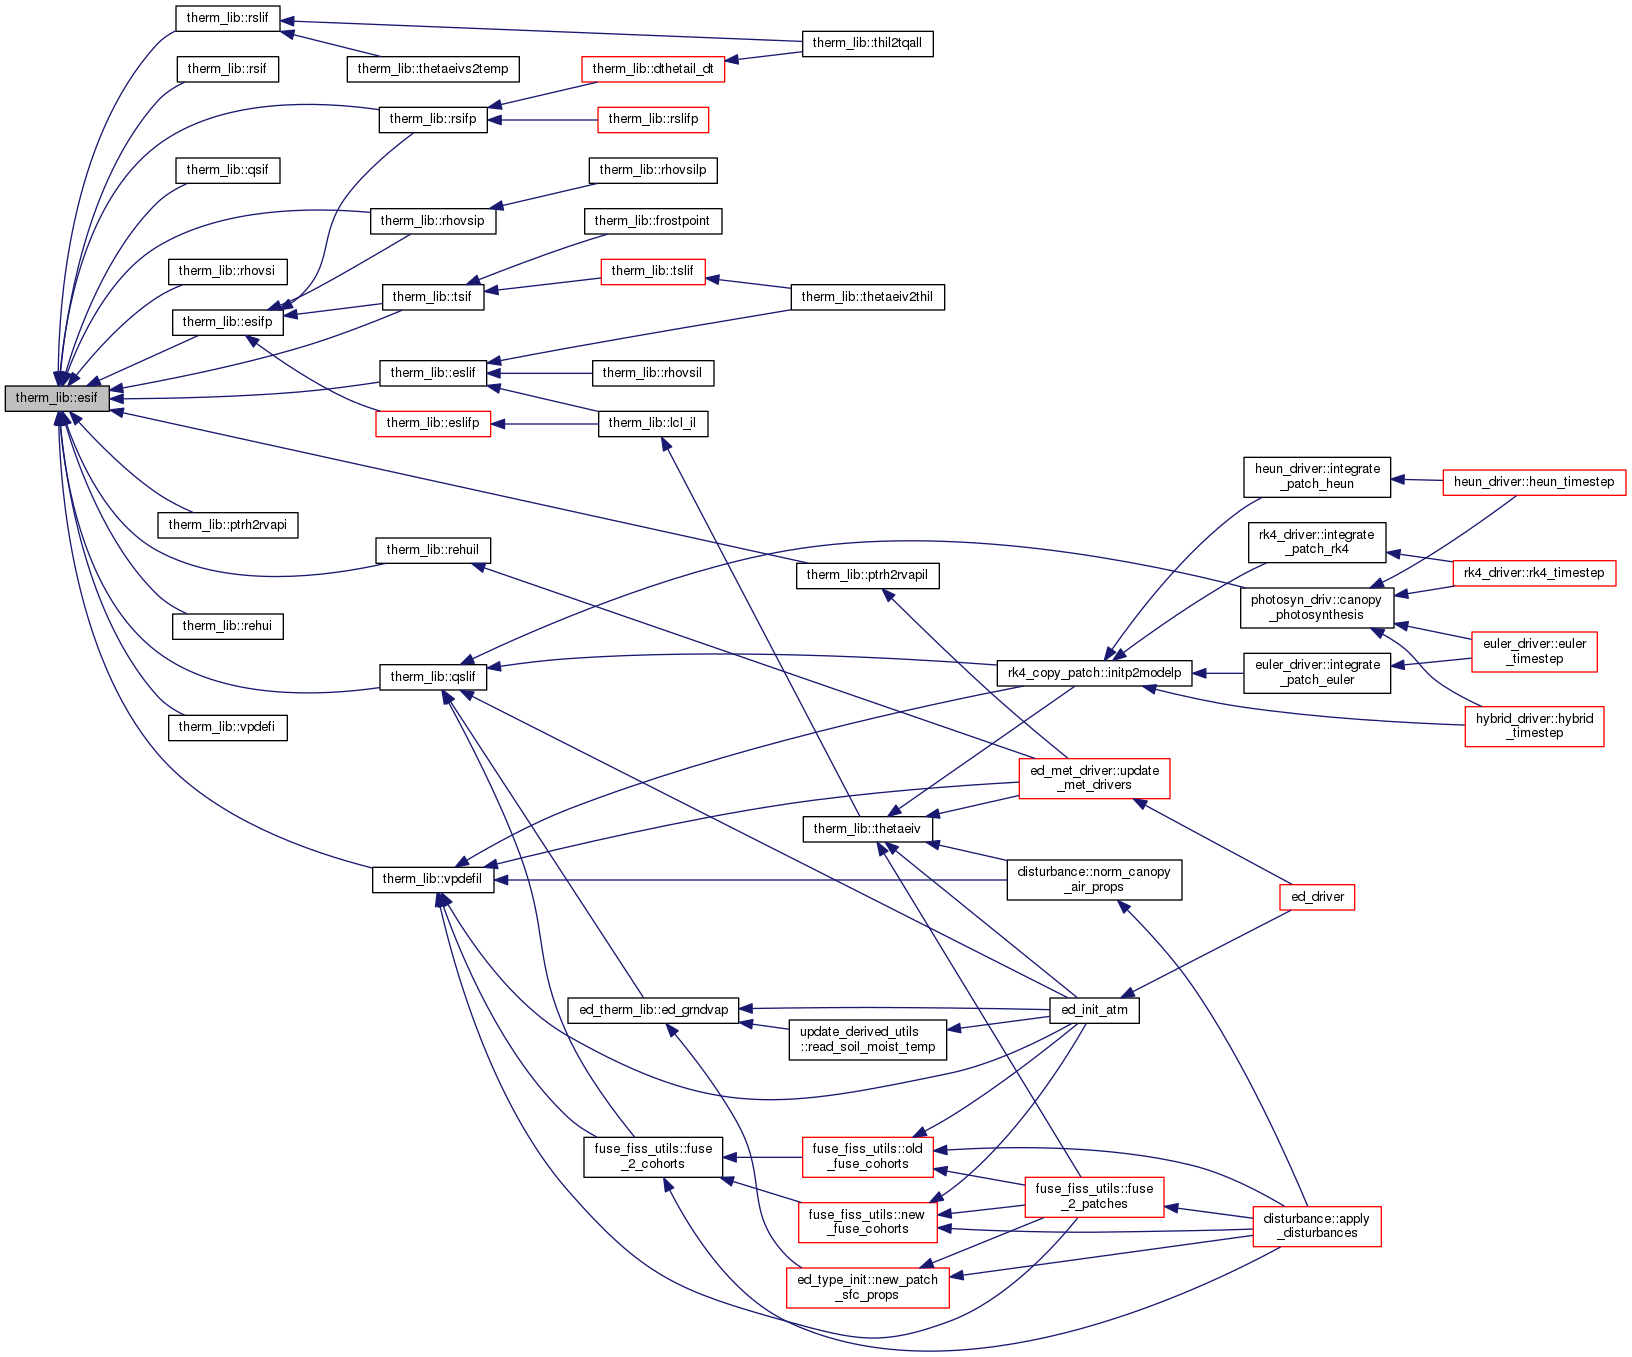 therm_lib::rslif
therm_lib::thil2tqall
therm_lib::rsif
therm_lib::thetaeivs2temp
therm_lib::dthetail_dt
therm_lib::rsifp
therm_lib::rslifp
therm_lib::qsif
therm_lib::rhovsilp
therm_lib::rhovsip
therm_lib::frostpoint
therm_lib::rhovsi
therm_lib::tslif
therm_lib::tsif
therm_lib::thetaeiv2thil
therm_lib::esifp
therm_lib::eslif
therm_lib::rhovsil
therm_lib::esif
therm_lib::eslifp
therm_lib::lcl_il
heun_driver::integrate
_patch_heun
heun_driver::heun_timestep
therm_lib::ptrh2rvapi
rk4_driver::integrate
_patch_rk4
therm_lib::rehuil
therm_lib::ptrh2rvapil
rk4_driver::rk4_timestep
photosyn_driv::canopy
_photosynthesis
therm_lib::rehui
euler_driver::euler
_timestep
therm_lib::qslif
rk4_copy_patch::initp2modelp
euler_driver::integrate
_patch_euler
therm_lib::vpdefi
hybrid_driver::hybrid
_timestep
ed_met_driver::update
_met_drivers
therm_lib::thetaeiv
therm_lib::vpdefil
disturbance::norm_canopy
_air_props
ed_driver
ed_therm_lib::ed_grndvap
ed_init_atm
update_derived_utils
::read_soil_moist_temp
fuse_fiss_utils::fuse
_2_cohorts
fuse_fiss_utils::old
_fuse_cohorts
fuse_fiss_utils::fuse
_2_patches
fuse_fiss_utils::new
_fuse_cohorts
disturbance::apply
_disturbances
ed_type_init::new_patch
_sfc_props